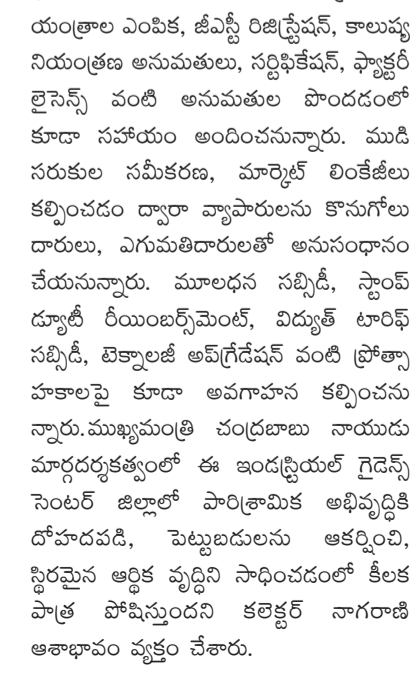 యంత్రాల ఎంపిక, జీఎస్టీ రిజిస్ట్రేషన్, కాలుష్య
నియంత్రణ అనుమతులు, సర్టిఫికేషన్, ఫ్యాక్టరీ
లైసెన్స్ వంటి అనుమతుల పొందడంలో
కూడా సహాయం అందించనున్నారు. ముడి
సరుకుల సమీకరణ, మార్కెట్ లింకేజీలు
కల్పించడం ద్వారా వ్యాపారులను కొనుగోలు
దారులు, ఎగుమతిదారులతో అనుసంధానం
చేయనున్నారు. మూలధన సబ్సిడీ, స్టాంప్
డ్యూటీ రీయింబర్స్‌మెంట్, విద్యుత్ టారిఫ్
సబ్సిడీ, టెక్నాలజీ అప్‌గ్రేడేషన్ వంటి ప్రోత్సా
హకాలపై కూడా అవగాహన కల్పించను
న్నారు.ముఖ్యమంత్రి చంద్రబాబు నాయుడు
మార్గదర్శకత్వంలో ఈ ఇండస్ట్రియల్ గైడెన్స్
సెంటర్ జిల్లాలో పారిశ్రామిక అభివృద్ధికి
దోహదపడి, పెట్టుబడులను ఆకర్షించి,
స్థిరమైన ఆర్థిక వృద్ధిని సాధించడంలో కీలక
పాత్ర పోషిస్తుందని కలెక్టర్ నాగరాణి
ఆశాభావం వ్యక్తం చేశారు.